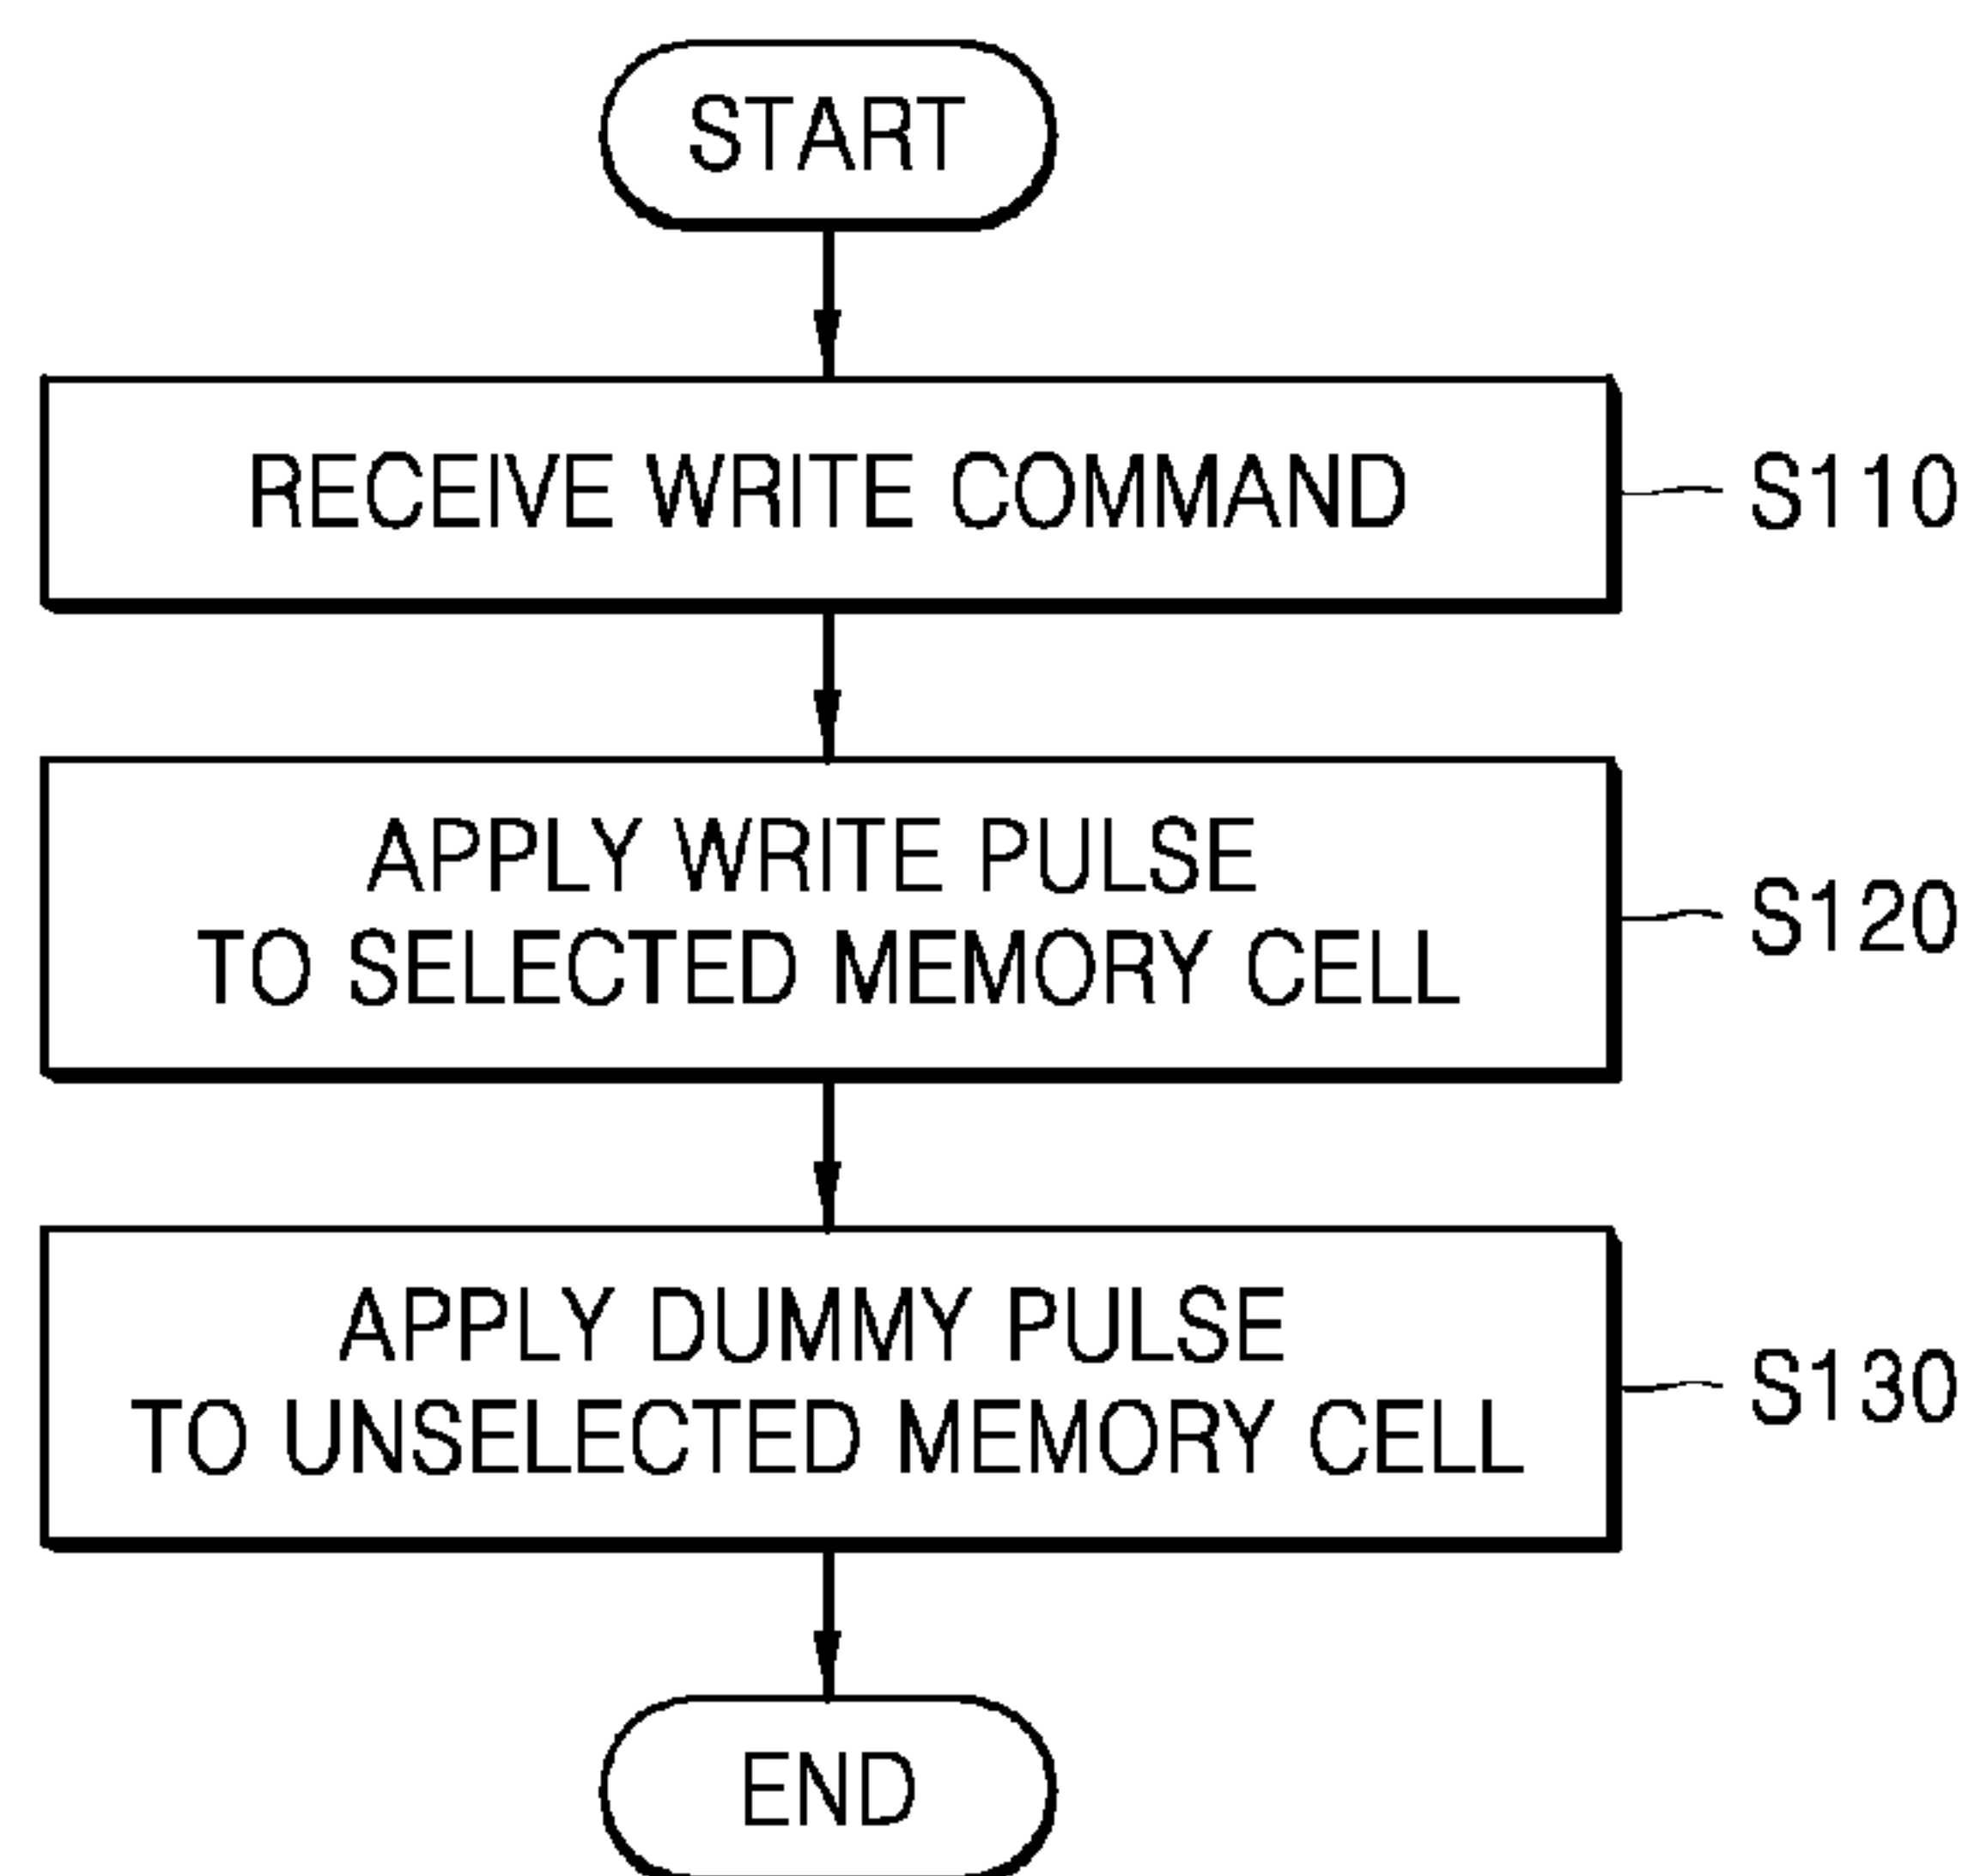 START
RECEIVE WRITE COMMAND
S110
APPLY WRITE PULSE
TO SELECTED MEMORY CELL
S120
APPLY DUMMY PULSE
TO UNSELECTED MEMORY CELL
S130
END